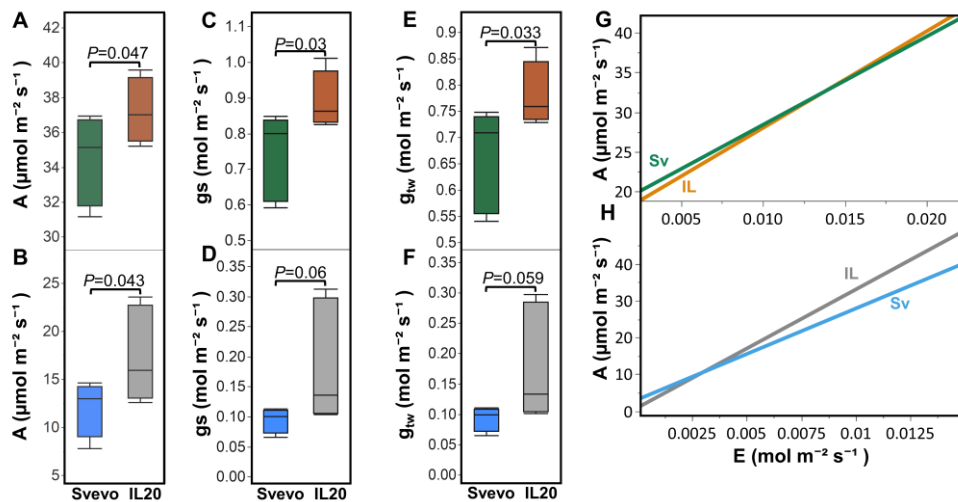 A
A (µmol m⁻² s⁻¹)
42
40
38
36
34
32
30
P=0.047
B
A (µmol m⁻² s⁻¹)
25
20
15
10
5
P=0.043
Svevo IL20
C
gs (mol m⁻² s⁻¹)
1.1
1.0
0.9
0.8
0.7
0.6
0.5
P=0.03
D
gs (mol m⁻² s⁻¹)
0.35
0.30
0.25
0.20
0.15
0.10
0.05
0.00
P=0.06
Svevo IL20
E
gtw (mol m⁻² s⁻¹)
0.9
0.85
0.8
0.75
0.7
0.65
0.6
0.55
0.5
P=0.033
F
gtw (mol m⁻² s⁻¹)
0.35
0.30
0.25
0.20
0.15
0.10
0.05
0.00
P=0.059
Svevo IL20
G
A (µmol m⁻² s⁻¹)
40
35
30
25
20
Sv
IL
0.005 0.010 0.015 0.020
H
A (µmol m⁻² s⁻¹)
40
30
20
10
0
IL
Sv
0.0025 0.005 0.0075 0.01 0.0125
E (mol m⁻² s⁻¹)